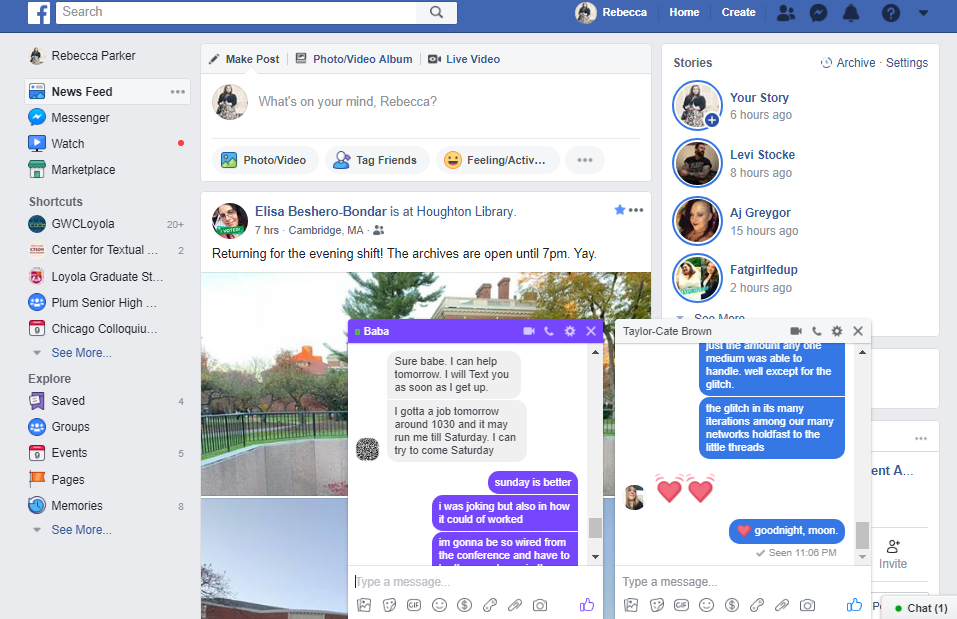 Search
Rebecca
Home
Create
Rebecca Parker
News Feed
Messenger
Watch
Marketplace
Shortcuts
GWCLoyola 20+
Center for Textual ... 2
Loyola Graduate St...
Plum Senior High ...
Chicago Colloquiu...
See More...
Explore
Saved 4
Groups
Events 5
Pages
Memories 8
See More...
Make Post
Photo/Video Album
Live Video
What's on your mind, Rebecca?
Photo/Video
Tag Friends
Feeling/Activ...
Elisa Beshero-Bondar is at Houghton Library.
7 hrs · Cambridge, MA ·
Returning for the evening shift! The archives are open until 7pm. Yay.
Stories
Archive · Settings
Your Story
6 hours ago
Levi Stocke
8 hours ago
Aj Greygor
15 hours ago
Fatgirlfedup
2 hours ago
See More
Baba
Sure babe. I can help
tomorrow. I will Text you
as soon as I get up.
I gotta a job tomorrow
around 1030 and it may
run me till Saturday. I can
try to come Saturday
sunday is better
i was joking but also in how
it could of worked
im gonna be so wired from
the conference and have to
Type a message...
Taylor-Cate Brown
just the amount any one
medium was able to
handle. well except for the
glitch.
the glitch in its many
iterations among our many
networks holdfast to the
little threads
goodnight, moon.
Seen 11:06 PM
Type a message...
GIF
GIF
ent A...
Invite
Chat (1)